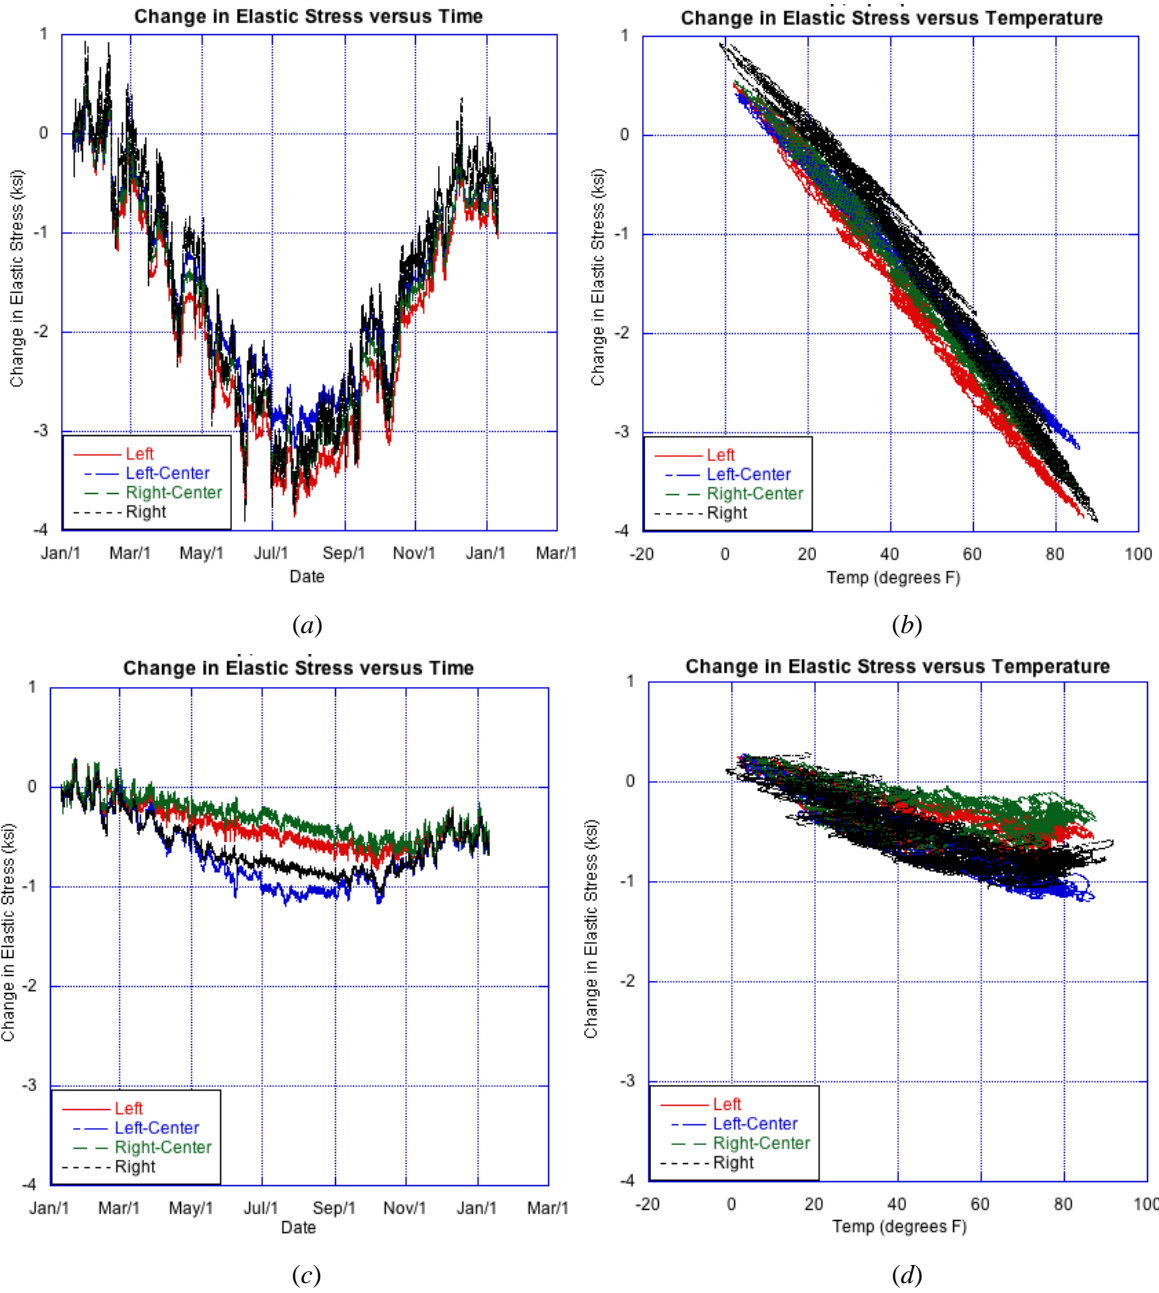 Change in Elastic Stress versus Time
1
0
-1
-2
-3
-4
Change in Elastic Stress (ksi)
Left
Left-Center
Right-Center
Right
Jan/1 Mar/1 May/1 Jul/1 Sep/1 Nov/1 Jan/1 Mar/1
Date
(a)
Change in Elastic Stress versus Temperature
1
0
-1
-2
-3
-4
Change in Elastic Stress (ksi)
Left
Left-Center
Right-Center
Right
-20 0 20 40 60 80 100
Temp (degrees F)
(b)
Change in Elastic Stress versus Time
1
0
-1
-2
-3
-4
Change in Elastic Stress (ksi)
Left
Left-Center
Right-Center
Right
Jan/1 Mar/1 May/1 Jul/1 Sep/1 Nov/1 Jan/1 Mar/1
Date
(c)
Change in Elastic Stress versus Temperature
1
0
-1
-2
-3
-4
Change in Elastic Stress (ksi)
Left
Left-Center
Right-Center
Right
-20 0 20 40 60 80 100
Temp (degrees F)
(d)